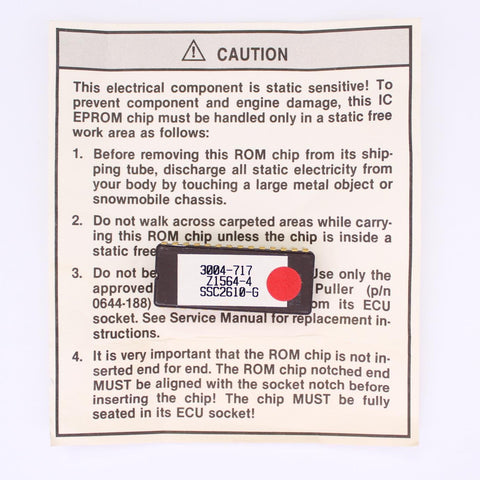 CAUTION
This electrical component is static sensitive! To
prevent component and engine damage, this IC
EPROM chip must be handled only in a static free
work area as follows:
1. Before removing this ROM chip from its ship-
ping tube, discharge all static electricity from
your body by touching a large metal object or
snowmobile chassis.
2. Do not walk across carpeted areas while carry-
ing this ROM chip unless the chip is inside a
static free
3. Do not be Use only the
approved Puller (p/n
0644-188) om its ECU
socket. See Service Manual for replacement in-
structions.
4. It is very important that the ROM chip is not in-
serted end for end. The ROM chip notched end
MUST be aligned with the socket notch before
inserting the chip! The chip MUST be fully
seated in its ECU socket!
3004-717
Z1564-4
SSC2610-G